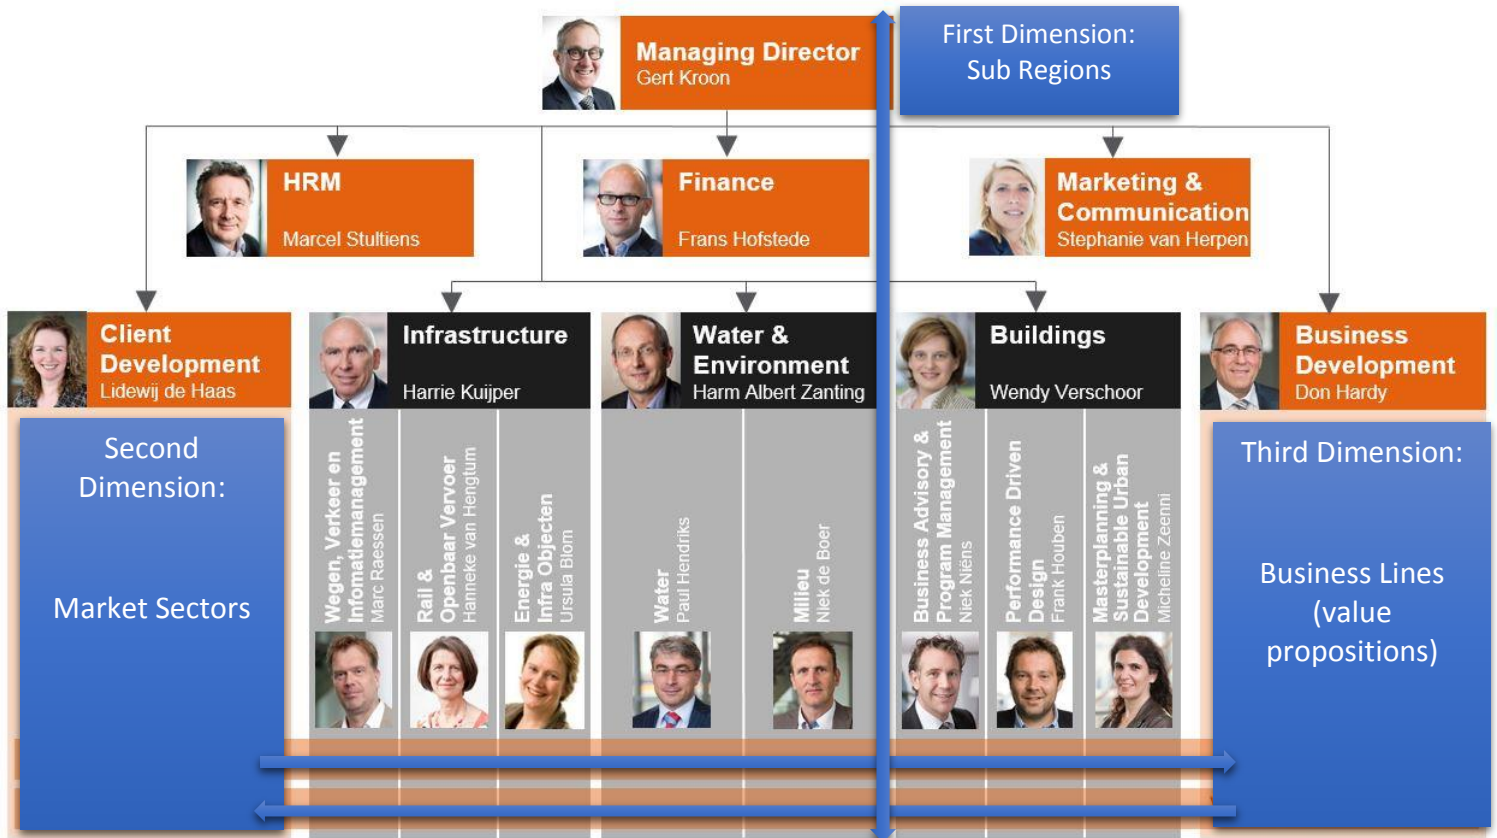 Managing Director
Gert Kroon
First Dimension:
Sub Regions
HRM
Marcel Stultiens
Finance
Frans Hofstede
Marketing &
Communication
Stephanie van Herpen
Client
Development
Lidewij de Haas
Infrastructure
Harrie Kuijper
Water &
Environment
Harm Albert Zanting
Buildings
Wendy Verschoor
Business
Development
Don Hardy
Second
Dimension:
Market Sectors
Wegen, Verkeer en
Infomatiemanagement
Marc Raessen
Rail &
Openbaar Vervoer
Hanneke van Hengtum
Energie &
Infra Objecten
Ursula Blom
Water
Paul Hendriks
Milieu
Niek de Boer
Business Advisory &
Program Management
Niek Niëns
Performance Driven
Design
Frank Houben
Masterplanning &
Sustainable Urban
Development
Micheline Zeenni
Third Dimension:
Business Lines
(value
propositions)